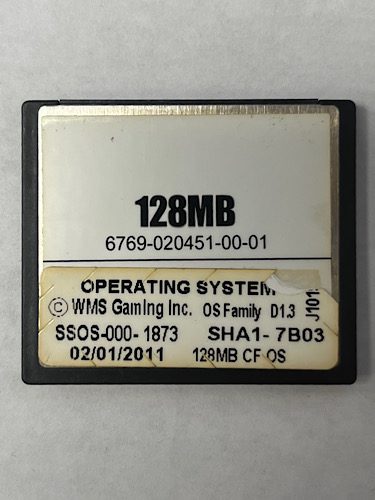 128MB
6769-020451-00-01
OPERATING SYSTEM
© WMS Gaming Inc. OS Family D1.3
SSOS-000-1873 SHA1-7B03
02/01/2011 128MB CF OS
J101